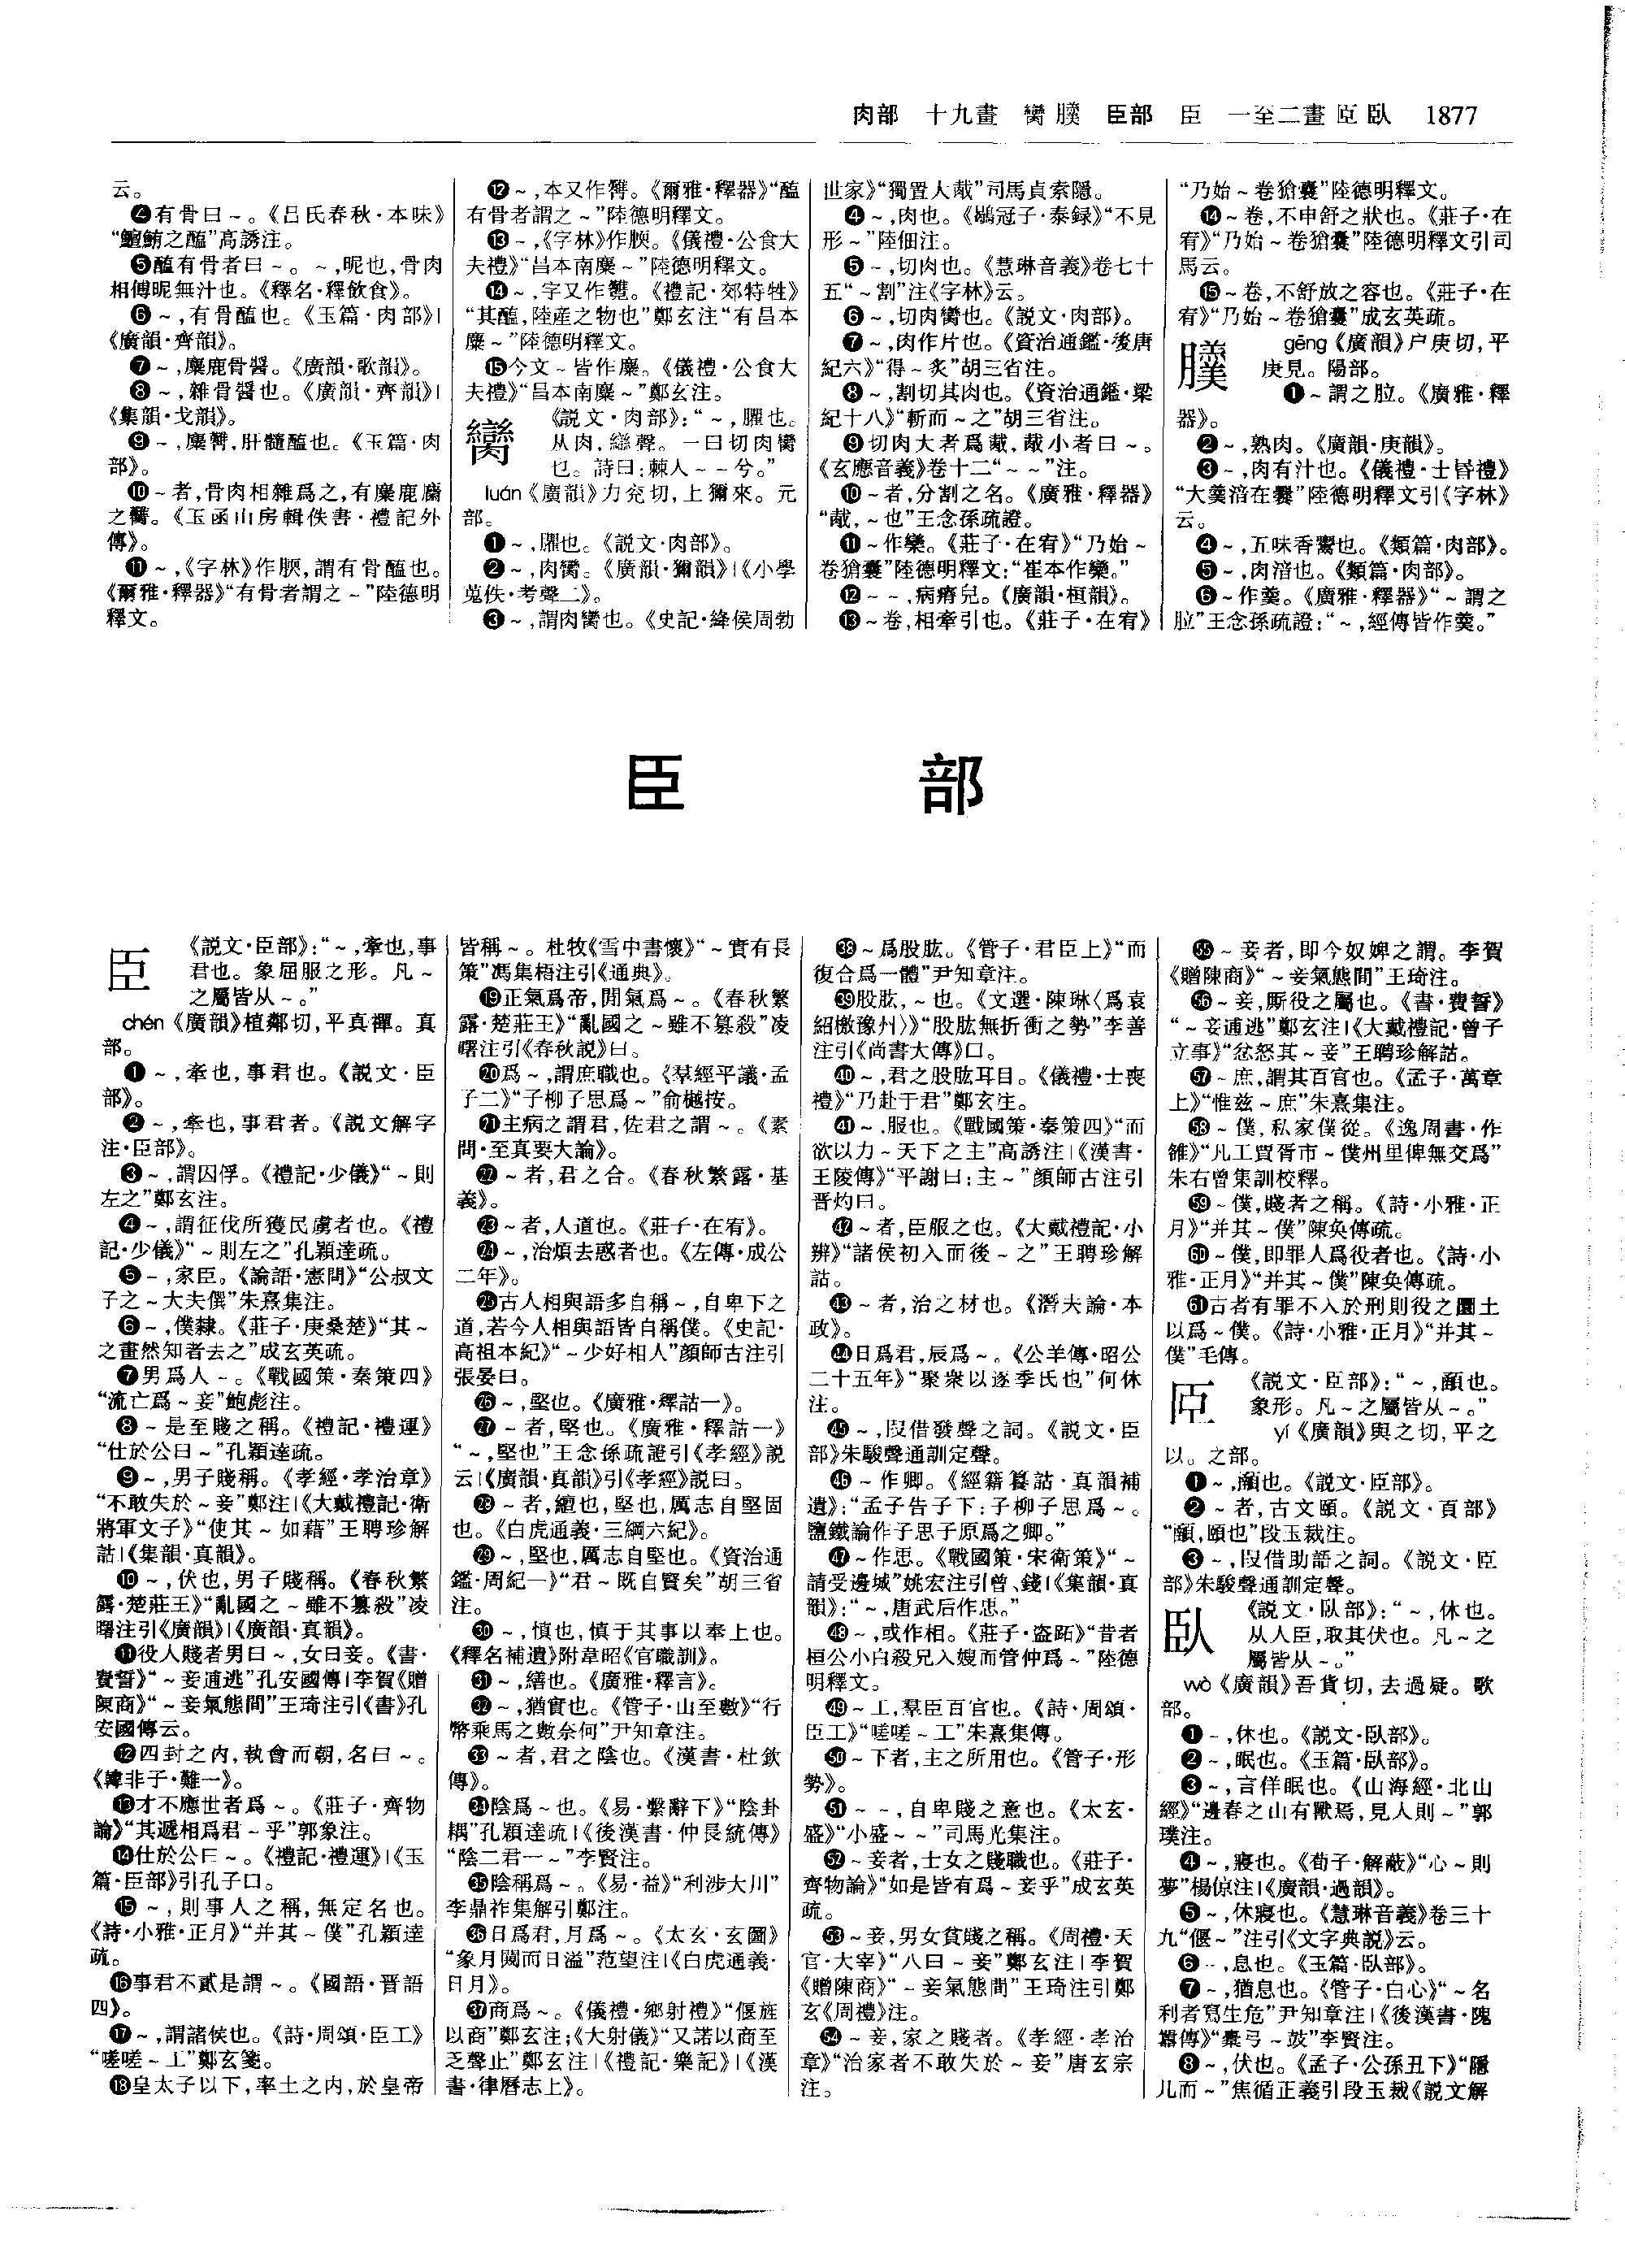 肉部　十九畫　臠 𦢷　臣部　臣　一至二畫 𦣞 臥　1877
云。
❹有骨曰～。《吕氏春秋·本味》
“鱣鮪之醢”高誘注。
❺醢有骨者曰～。～,昵也,骨肉
相傅昵無汁也。《釋名·釋飲食》。
❻～,有骨醢也。《玉篇·肉部》|
《廣韻·齊韻》。
❼～,麋鹿骨醬。《廣韻·歌韻》。
❽～,雜骨醬也。《廣韻·齊韻》|
《集韻·戈韻》。
❾～,麋臡,肝髓醢也。《玉篇·肉
部》。
❿～者,骨肉相雜爲之,有麋鹿麕
之臡。《玉函山房輯佚書·禮記外
傳》。
⓫～,《字林》作腝,謂有骨醢也。
《爾雅·釋器》“有骨者謂之～”陸德明
釋文。
⓬～,本又作臡。《爾雅·釋器》“醢
有骨者謂之～”陸德明釋文。
⓭～,《字林》作腝。《儀禮·公食大
夫禮》“昌本南麋～”陸德明釋文。
⓮～,字又作。《禮記·郊特牲》
“其醢,陸産之物也”鄭玄注“有昌本
麋～”陸德明釋文。
⓯今文～皆作麋。《儀禮·公食大
夫禮》“昌本南麋～”鄭玄注。
臠
《説文·肉部》：“～,臞也。
从肉,䜌聲。一曰切肉臠
也。詩曰:棘人～～兮。”
luán《廣韻》力兖切,上獮來。元
部。
❶～,臞也。《説文·肉部》。
❷～,肉臠。《廣韻·獮韻》|《小學
蒐佚·考聲二》。
❸～,謂肉臠也。《史記·絳侯周勃
世家》“獨置大胾”司馬貞索隱。
❹～,肉也。《鶡冠子·泰録》“不見
形～”陸佃注。
❺～,切肉也。《慧琳音義》卷七十
五“～割”注《字林》云。
❻～,切肉臠也。《説文·肉部》。
❼～,肉作片也。《資治通鑑·後唐
紀六》“得～炙”胡三省注。
❽～,割切其肉也。《資治通鑑·梁
紀十八》“斬而～之”胡三省注。
❾切肉大者爲胾,胾小者曰～。
《玄應音義》卷十二“～～”注。
❿～者,分割之名。《廣雅·釋器》
“胾,～也”王念孫疏證。
⓫～作欒。《莊子·在宥》“乃始～
卷獊囊”陸德明釋文:“崔本作欒。”
⓬～～,病瘠皃。《廣韻·桓韻》。
⓭～卷,相牽引也。《莊子·在宥》
“乃始～卷獊囊”陸德明釋文。
⓮～卷,不申舒之狀也。《莊子·在
宥》“乃始～卷獊囊”陸德明釋文引司
馬云。
⓯～卷,不舒放之容也。《莊子·在
宥》“乃始～卷獊囊”成玄英疏。
gēng《廣韻》户庚切,平
庚見。陽部。
❶～謂之䏠。《廣雅·釋
器》。
❷～,熟肉。《廣韻·庚韻》。
❸～,肉有汁也。《儀禮·士昏禮》
“大羹湆在爨”陸德明釋文引《字林》
云。
❹～,五味香鬻也。《類篇·肉部》。
❺～,肉湆也。《類篇·肉部》。
❻～作羹。《廣雅·釋器》“～謂之
䏠”王念孫疏證:“～,經傳皆作羹。”
臣　部
臣
《説文·臣部》：“～,牽也,事
君也。象屈服之形。凡～
之屬皆从～。”
chén《廣韻》植鄰切,平真禪。真
部。
❶～,牽也,事君也。《説文·臣
部》。
❷～,牽也,事君者。《説文解字
注·臣部》。
❸～,謂囚俘。《禮記·少儀》“～則
左之”鄭玄注。
❹～,謂征伐所獲民虜者也。《禮
記·少儀》“～則左之”孔穎達疏。
❺～,家臣。《論語·憲問》“公叔文
子之～大夫僎”朱熹集注。
❻～,僕隸。《莊子·庚桑楚》“其～
之畫然知者去之”成玄英疏。
❼男爲人～。《戰國策·秦策四》
“流亡爲～妾”鮑彪注。
❽～是至賤之稱。《禮記·禮運》
“仕於公曰～”孔穎達疏。
❾～,男子賤稱。《孝經·孝治章》
“不敢失於～妾”鄭注|《大戴禮記·衛
將軍文子》“使其～如藉”王聘珍解
詁|《集韻·真韻》。
❿～,伏也,男子賤稱。《春秋繁
露·楚莊王》“亂國之～雖不篡殺”凌
曙注引《廣韻》|《廣韻·真韻》。
⓫役人賤者男曰～,女曰妾。《書·
費誓》“～妾逋逃”孔安國傳|李賀《贈
陳商》“～妾氣態間”王琦注引《書》孔
安國傳云。
⓬四封之内,執會而朝,名曰～。
《韓非子·難一》。
⓭才不應世者爲～。《莊子·齊物
論》“其遞相爲君～乎”郭象注。
⓮仕於公曰～。《禮記·禮運》|《玉
篇·臣部》引孔子曰。
⓯～,則事人之稱,無定名也。
《詩·小雅·正月》“并其～僕”孔穎達
疏。
⓰事君不貳是謂～。《國語·晋語
四》。
⓱～,謂諸侯也。《詩·周頌·臣工》
“嗟嗟～工”鄭玄箋。
⓲皇太子以下,率土之内,於皇帝
皆稱～。杜牧《雪中書懷》“～實有長
策”馮集梧注引《通典》。
⓳正氣爲帝,閒氣爲～。《春秋繁
露·楚莊王》“亂國之～雖不篡殺”凌
曙注引《春秋説》曰。
⓴爲～,謂庶職也。《羣經平議·孟
子二》“子柳子思爲～”俞樾按。
㉑主病之謂君,佐君之謂～。《素
問·至真要大論》。
㉒～者,君之合。《春秋繁露·基
義》。
㉓～者,人道也。《莊子·在宥》。
㉔～,治煩去惑者也。《左傳·成公
二年》。
㉕古人相與語多自稱～,自卑下之
道,若今人相與語皆自稱僕。《史記·
高祖本紀》“～少好相人”顔師古注引
張晏曰。
㉖～,堅也。《廣雅·釋詁一》。
㉗～者,堅也。《廣雅·釋詁一》
“～,堅也”王念孫疏證引《孝經》説
云|《廣韻·真韻》引《孝經》説曰。
㉘～者,繵也,堅也,厲志自堅固
也。《白虎通義·三綱六紀》。
㉙～,堅也,厲志自堅也。《資治通
鑑·周紀一》“君～既自賢矣”胡三省
注。
㉚～,慎也,慎于其事以奉上也。
《釋名補遺》附韋昭《官職訓》。
㉛～,繕也。《廣雅·釋言》。
㉜～,猶實也。《管子·山至數》“行
幣乘馬之數奈何”尹知章注。
㉝～者,君之陰也。《漢書·杜欽
傳》。
㉞陰爲～也。《易·繫辭下》“陰卦
耦”孔穎達疏|《後漢書·仲長統傳》
“陰二君一～”李賢注。
㉟陰稱爲～。《易·益》“利涉大川”
李鼎祚集解引鄭注。
㊱日爲君,月爲～。《太玄·玄圖》
“象月闕而日溢”范望注|《白虎通義·
日月》。
㊲商爲～。《儀禮·鄉射禮》“偃旌
以商”鄭玄注;《大射儀》“又諾以商至
乏聲止”鄭玄注|《禮記·樂記》|《漢
書·律曆志上》。
㊳～爲股肱。《管子·君臣上》“而
復合爲一體”尹知章注。
㊴股肱,～也。《文選·陳琳〈爲袁
紹檄豫州〉》“股肱無折衝之勢”李善
注引《尚書大傳》曰。
㊵～,君之股肱耳目。《儀禮·士喪
禮》“乃赴于君”鄭玄注。
㊶～,服也。《戰國策·秦策四》“而
欲以力～天下之主”高誘注|《漢書·
王陵傳》“平謝曰:主～”顔師古注引
晋灼曰。
㊷～者,臣服之也。《大戴禮記·小
辨》“諸侯初入而後～之”王聘珍解
詁。
㊸～者,治之材也。《潛夫論·本
政》。
㊹日爲君,辰爲～。《公羊傳·昭公
二十五年》“聚衆以逐季氏也”何休
注。
㊺～,叚借發聲之詞。《説文·臣
部》朱駿聲通訓定聲。
㊻～作卿。《經籍籑詁·真韻補
遺》:“孟子告子下:子柳子思爲～。
鹽鐵論作子思子原爲之卿。”
㊼～作恖。《戰國策·宋衛策》“～
請受邊城”姚宏注引曾、錢|《集韻·真
韻》:“～,唐武后作恖。”
㊽～,或作相。《莊子·盗跖》“昔者
桓公小白殺兄入嫂而管仲爲～”陸德
明釋文。
㊾～工,羣臣百官也。《詩·周頌·
臣工》“嗟嗟～工”朱熹集傳。
㊿～下者,主之所用也。《管子·形
勢》。
51～～,自卑賤之意也。《太玄·
盛》“小盛～～”司馬光集注。
52～妾者,士女之賤職也。《莊子·
齊物論》“如是皆有爲～妾乎”成玄英
疏。
53～妾,男女貧賤之稱。《周禮·天
官·大宰》“八曰～妾”鄭玄注|李賀
《贈陳商》“～妾氣態間”王琦注引鄭
玄《周禮》注。
54～妾,家之賤者。《孝經·孝治
章》“治家者不敢失於～妾”唐玄宗
注。
55～妾者,即今奴婢之謂。李賀
《贈陳商》“～妾氣態間”王琦注。
56～妾,厮役之屬也。《書·費誓》
“～妾逋逃”鄭玄注|《大戴禮記·曾子
立事》“忿怒其～妾”王聘珍解詁。
57～庶,謂其百官也。《孟子·萬章
上》“惟兹～庶”朱熹集注。
58～僕,私家僕從。《逸周書·作
雒》“凡工賈胥市～僕州里俾無交爲”
朱右曾集訓校釋。
59～僕,賤者之稱。《詩·小雅·正
月》“并其～僕”陳奂傳疏。
60～僕,即罪人爲役者也。《詩·小
雅·正月》“并其～僕”陳奂傳疏。
61古者有罪不入於刑則役之圜土
以爲～僕。《詩·小雅·正月》“并其～
僕”毛傳。
𦣞
《説文·𦣞部》：“～,顄也。
象形。凡～之屬皆从～。”
yí《廣韻》與之切,平之
以。之部。
❶～,顄也。《説文·𦣞部》。
❷～者,古文頤。《説文·頁部》
“顄,頤也”段玉裁注。
❸～,叚借助語之詞。《説文·𦣞
部》朱駿聲通訓定聲。
臥
《説文·臥部》：“～,休也。
从人臣,取其伏也。凡～之
屬皆从～。”
wò《廣韻》吾貨切,去過疑。歌
部。
❶～,休也。《説文·臥部》。
❷～,眠也。《玉篇·臥部》。
❸～,言佯眠也。《山海經·北山
經》“邊春之山有獸焉,見人則～”郭
璞注。
❹～,寢也。《荀子·解蔽》“心～則
夢”楊倞注|《廣韻·過韻》。
❺～,休寢也。《慧琳音義》卷三十
九“偃～”注引《文字典説》云。
❻～,息也。《玉篇·臥部》。
❼～,猶息也。《管子·白心》“～名
利者寫生危”尹知章注|《後漢書·隗
囂傳》“櫜弓～鼓”李賢注。
❽～,伏也。《孟子·公孫丑下》“隱
几而～”焦循正義引段玉裁《説文解